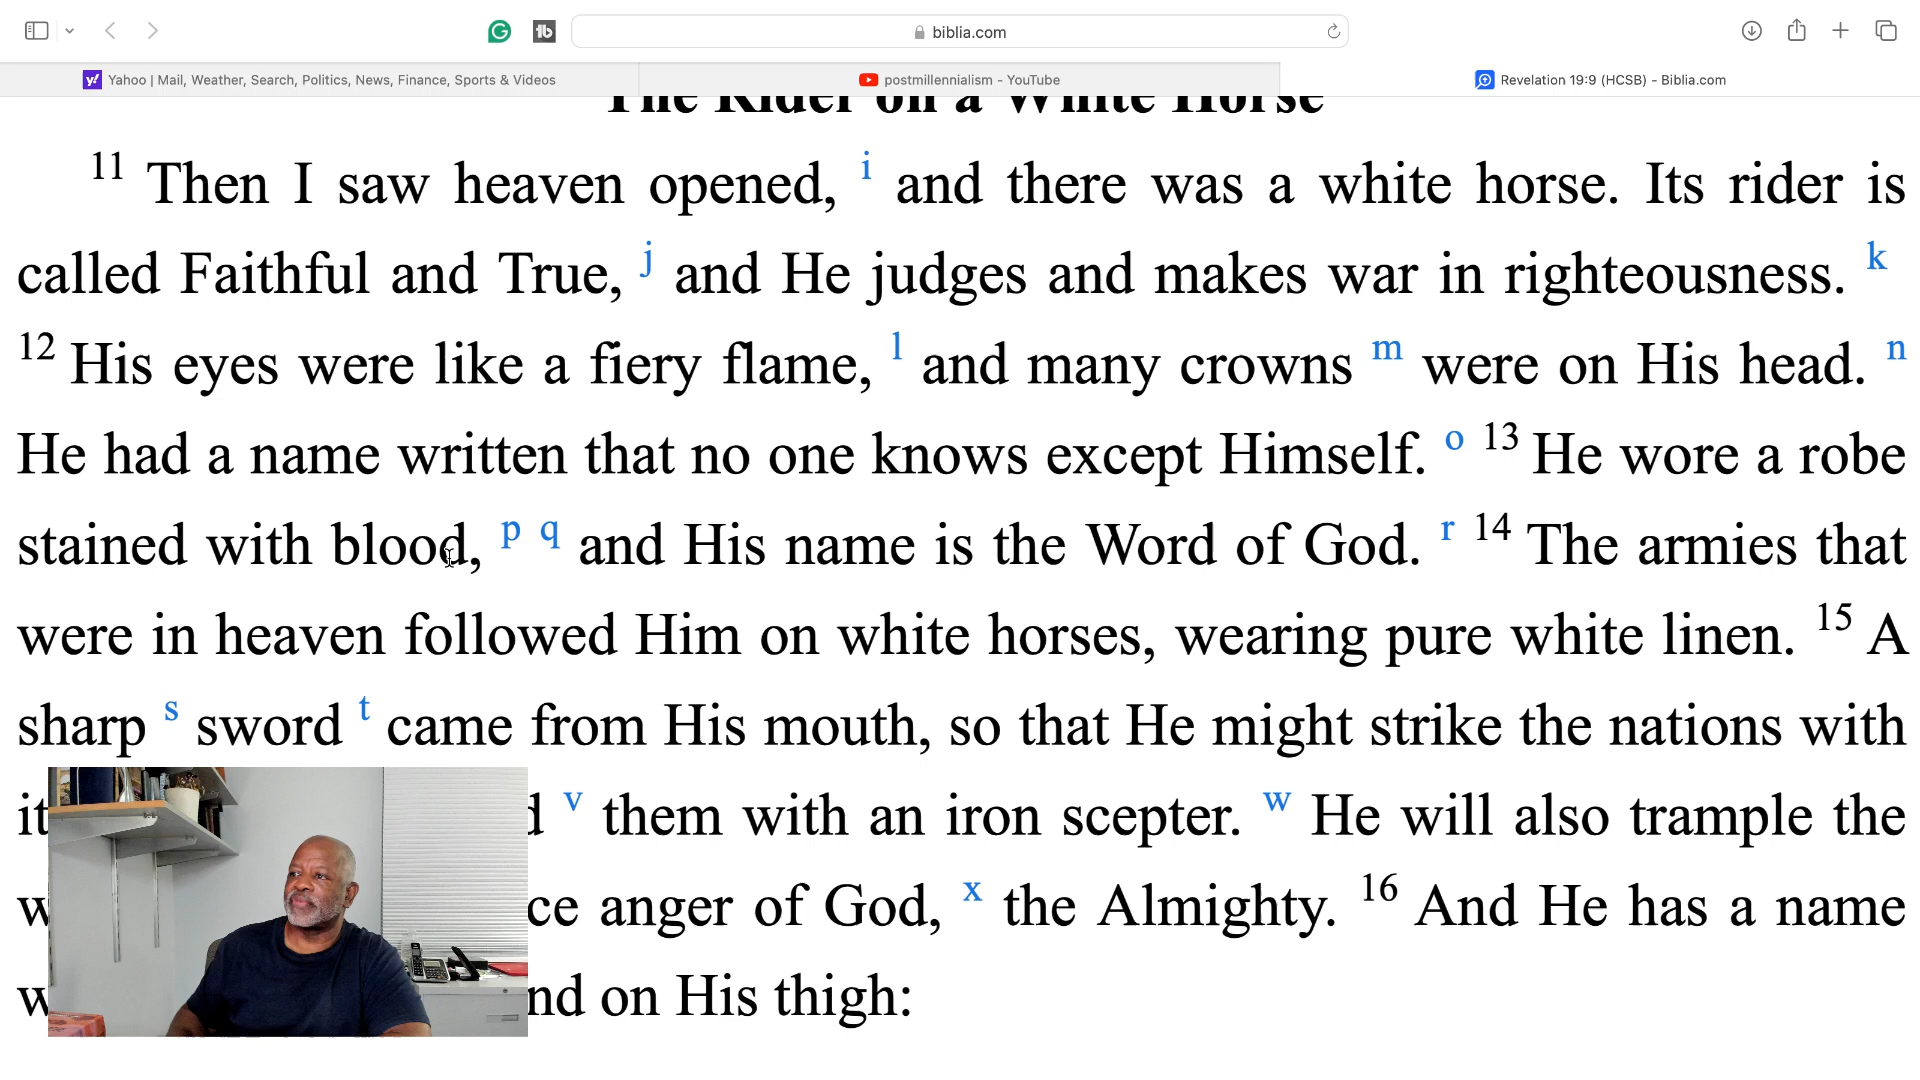 biblia.com
Yahoo | Mail, Weather, Search, Politics, News, Finance, Sports & Videos
postmillennialism - YouTube
Revelation 19:9 (HCSB) - Biblia.com
The Rider on a White Horse
11 Then I saw heaven opened, i and there was a white horse. Its rider is
called Faithful and True, j and He judges and makes war in righteousness. k
12 His eyes were like a fiery flame, l and many crowns m were on His head. n
He had a name written that no one knows except Himself. o 13 He wore a robe
stained with blood, p q and His name is the Word of God. r 14 The armies that
were in heaven followed Him on white horses, wearing pure white linen. 15 A
sharp s sword t came from His mouth, so that He might strike the nations with
it d v them with an iron scepter. w He will also trample the
w ce anger of God, x the Almighty. 16 And He has a name
w nd on His thigh: